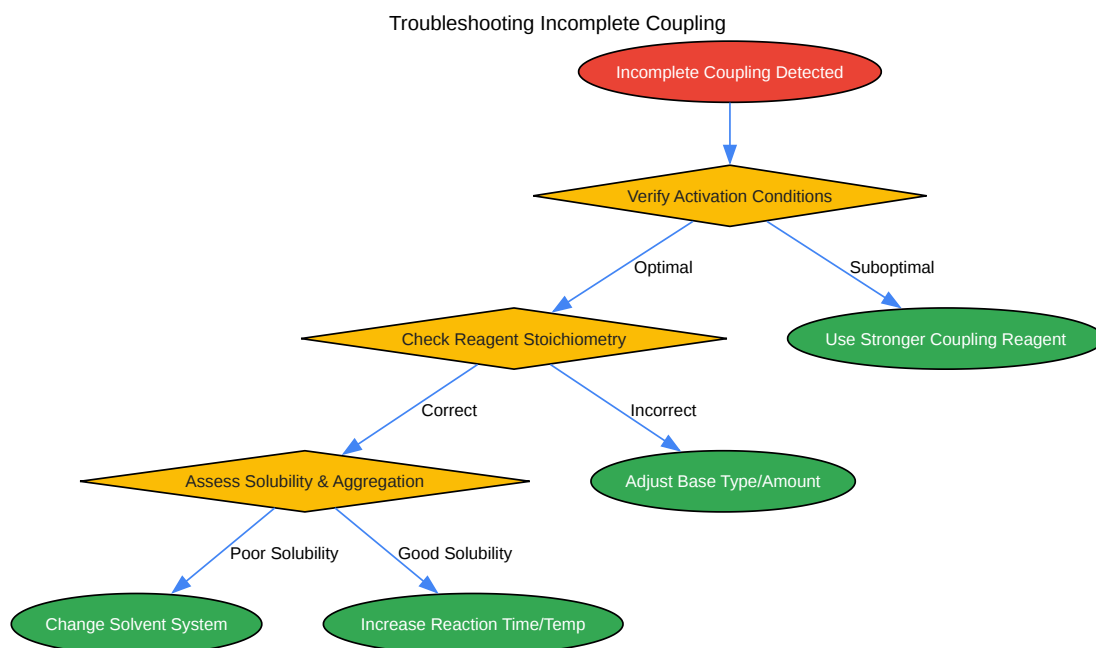 Troubleshooting Incomplete Coupling
Incomplete Coupling Detected
Verify Activation Conditions
Optimal
Suboptimal
Check Reagent Stoichiometry
Use Stronger Coupling Reagent
Correct
Incorrect
Assess Solubility & Aggregation
Adjust Base Type/Amount
Poor Solubility
Good Solubility
Change Solvent System
Increase Reaction Time/Temp